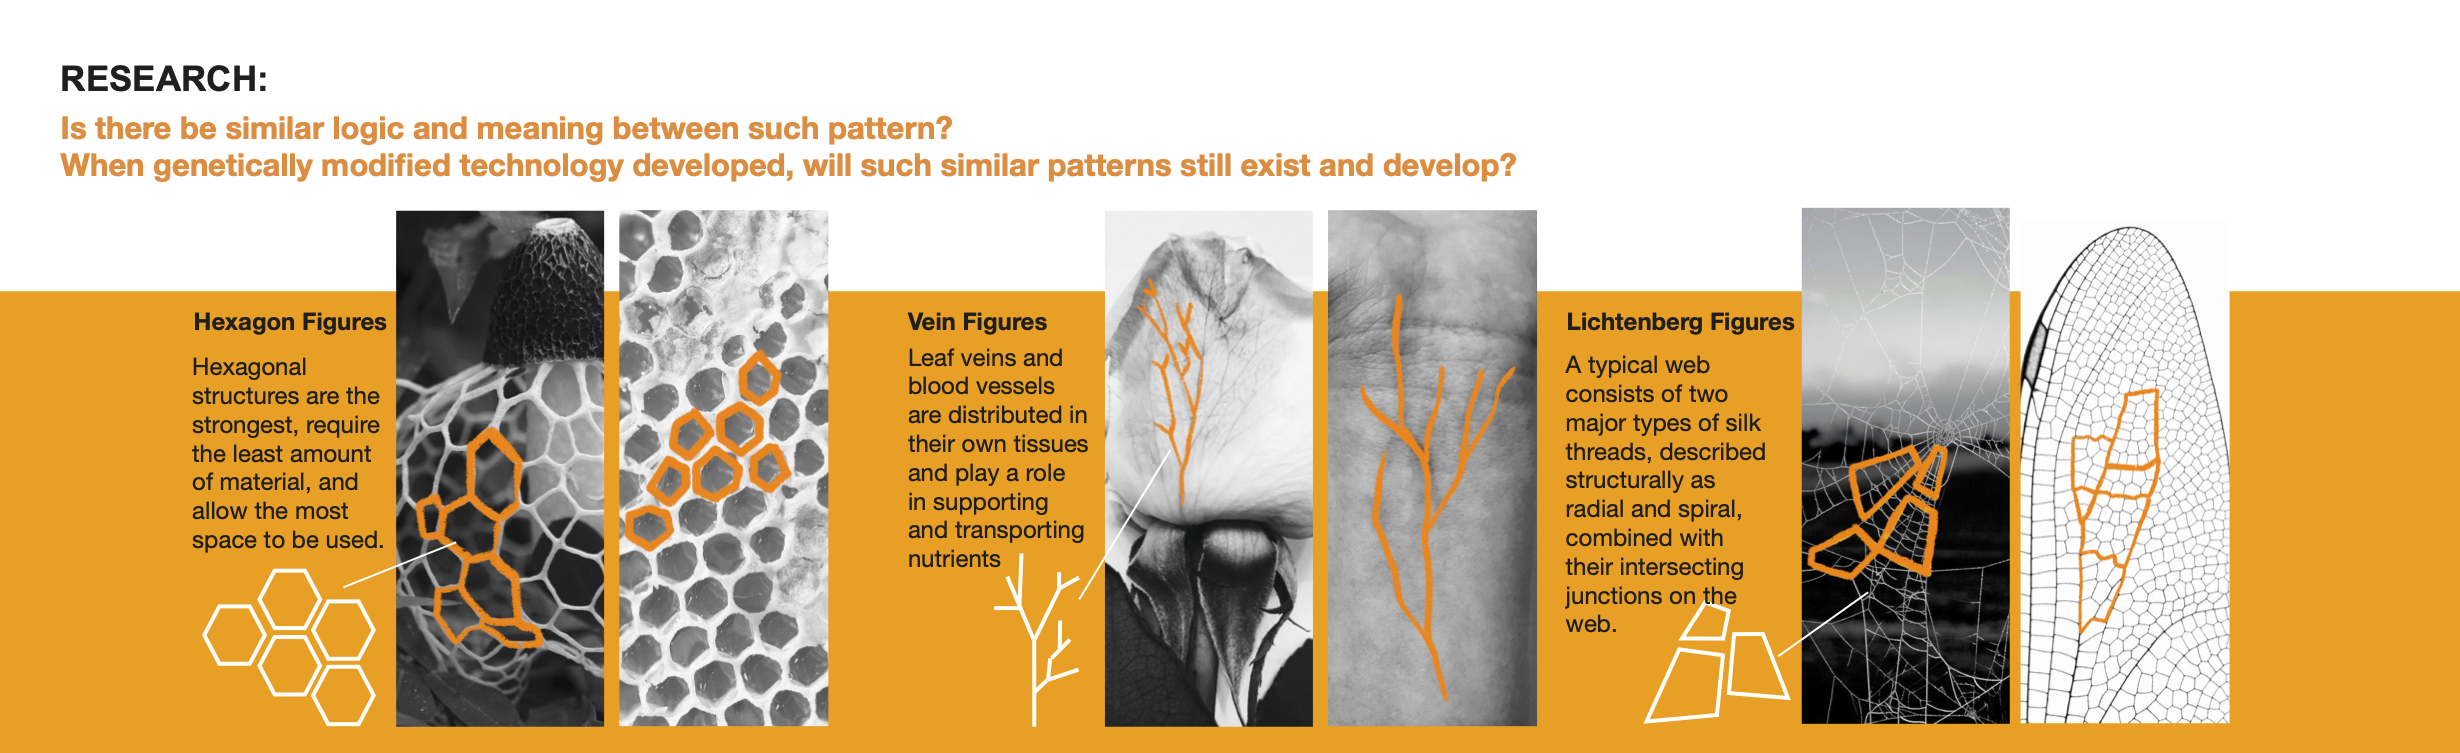 RESEARCH:
Is there be similar logic and meaning between such pattern?
When genetically modified technology developed, will such similar patterns still exist and develop?
Hexagon Figures
Hexagonal
structures are the
strongest, require
the least amount
of material, and
allow the most
space to be used.
Vein Figures
Leaf veins and
blood vessels
are distributed in
their own tissues
and play a role
in supporting
and transporting
nutrients
Lichtenberg Figures
A typical web
consists of two
major types of silk
threads, described
structurally as
radial and spiral,
combined with
their intersecting
junctions on the
web.